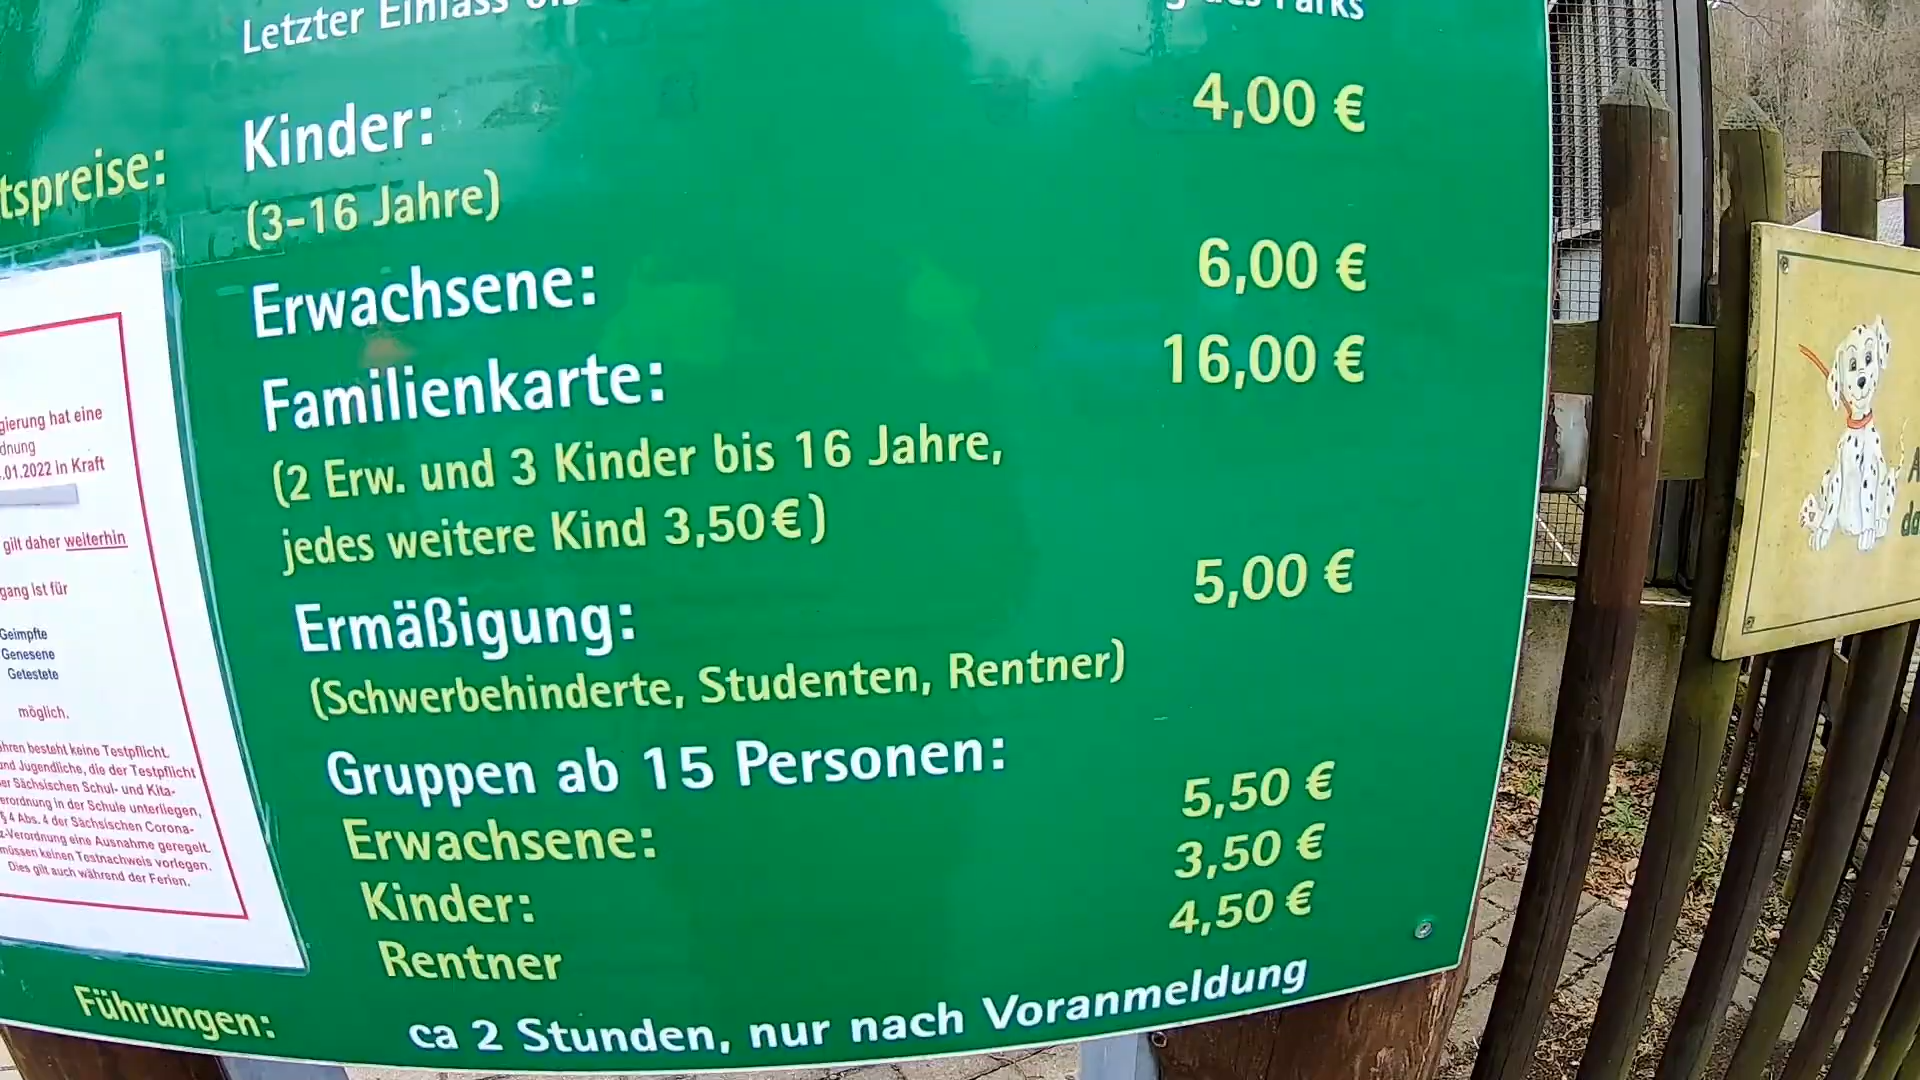 Letzter Einlass
des Parks
tspreise:
Kinder: 4,00 €
(3-16 Jahre)
Erwachsene: 6,00 €
Familienkarte: 16,00 €
(2 Erw. und 3 Kinder bis 16 Jahre,
jedes weitere Kind 3,50€)
Ermäßigung: 5,00 €
(Schwerbehinderte, Studenten, Rentner)
Gruppen ab 15 Personen:
Erwachsene: 5,50 €
Kinder: 3,50 €
Rentner 4,50 €
Führungen: ca 2 Stunden, nur nach Voranmeldung
gierung hat eine
dnung
.01.2022 in Kraft
gilt daher weiterhin
gang ist für
Geimpfte
Genesene
Getestete
möglich.
ahren besteht keine Testpflicht.
und Jugendliche, die der Testpflicht
er Sächsischen Schul- und Kita-
erordnung in der Schule unterliegen,
§ 4 Abs. 4 der Sächsischen Corona-
z-Verordnung eine Ausnahme geregelt.
müssen keinen Testnachweis vorlegen.
Dies gilt auch während der Ferien.